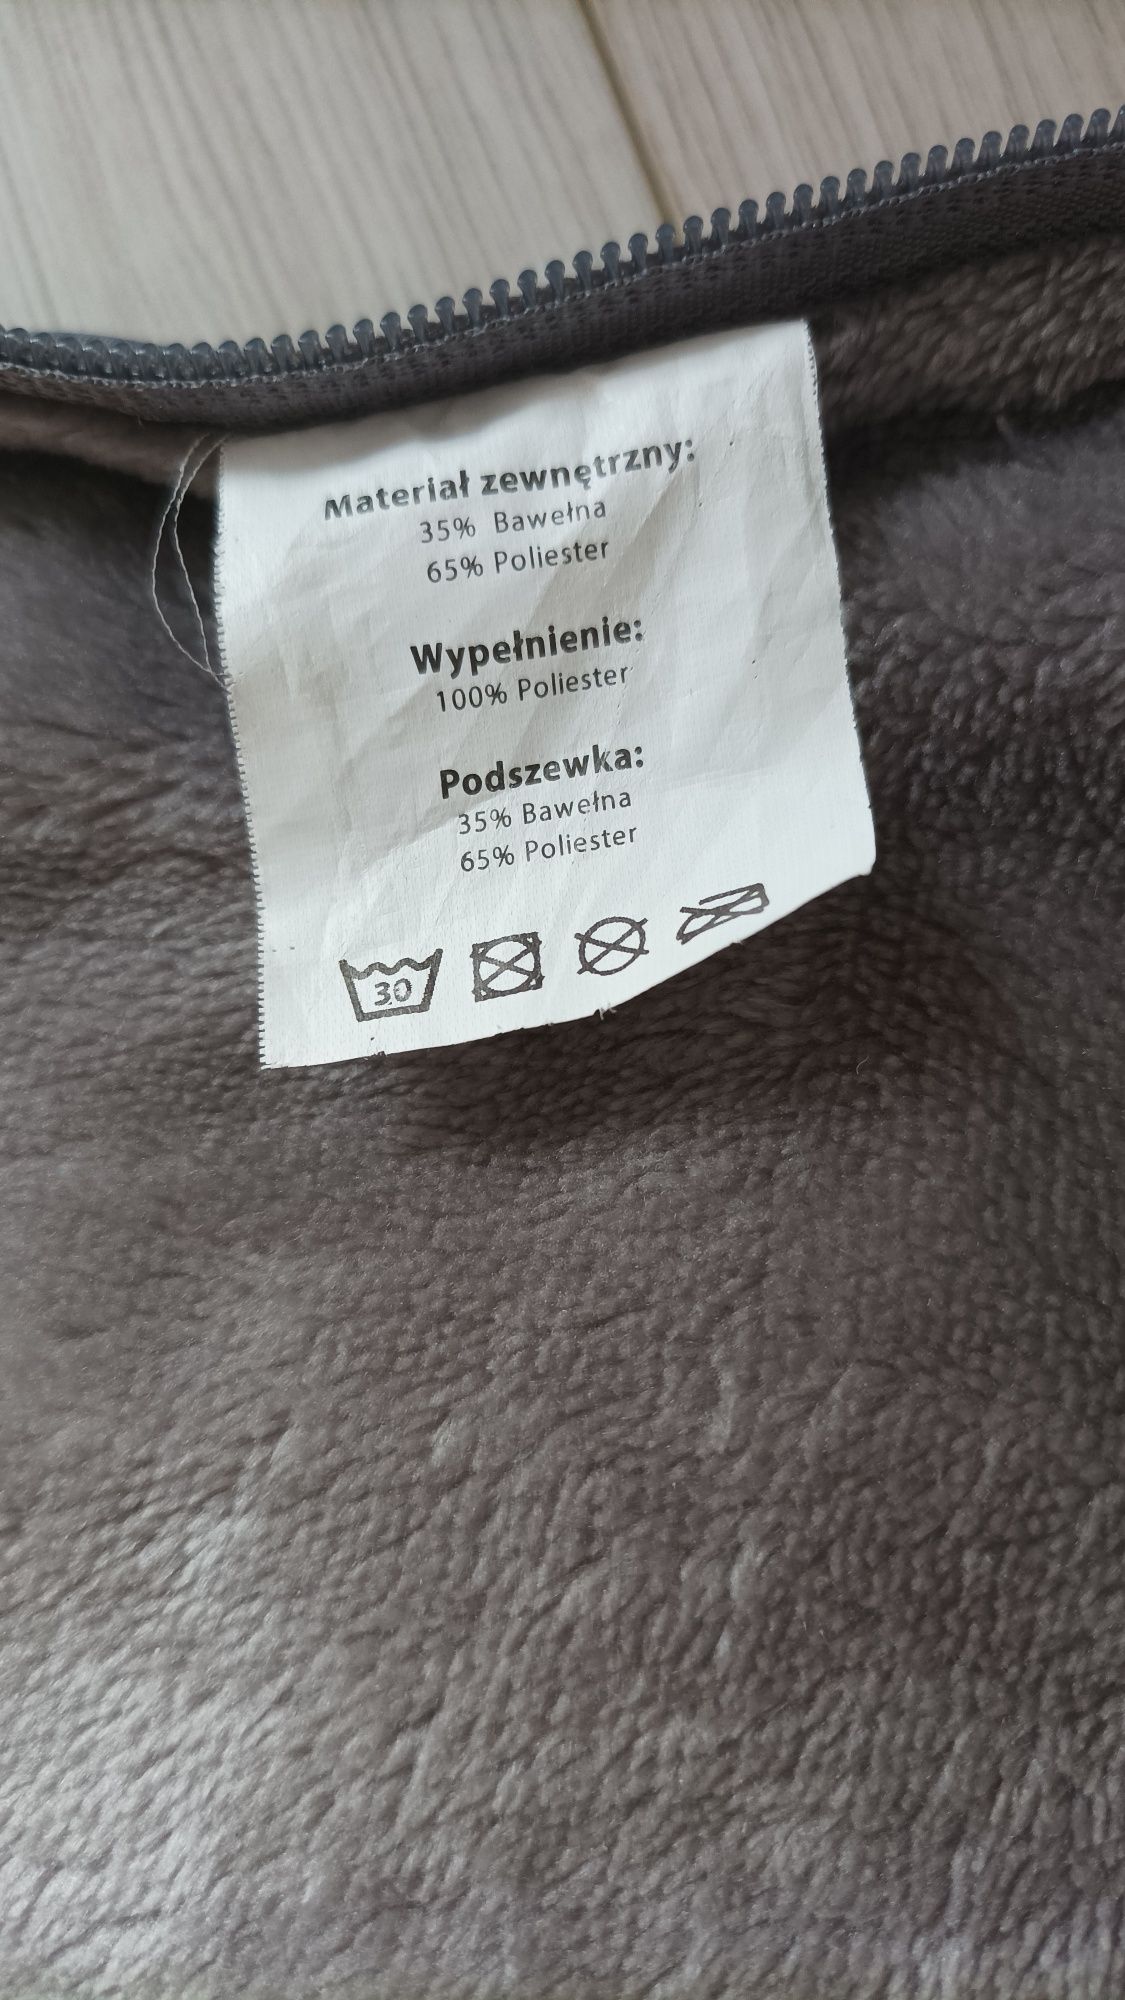 Materiał zewnętrzny:
35% Bawełna
65% Poliester
Wypełnienie:
100% Poliester
Podszewka:
35% Bawełna
65% Poliester
30